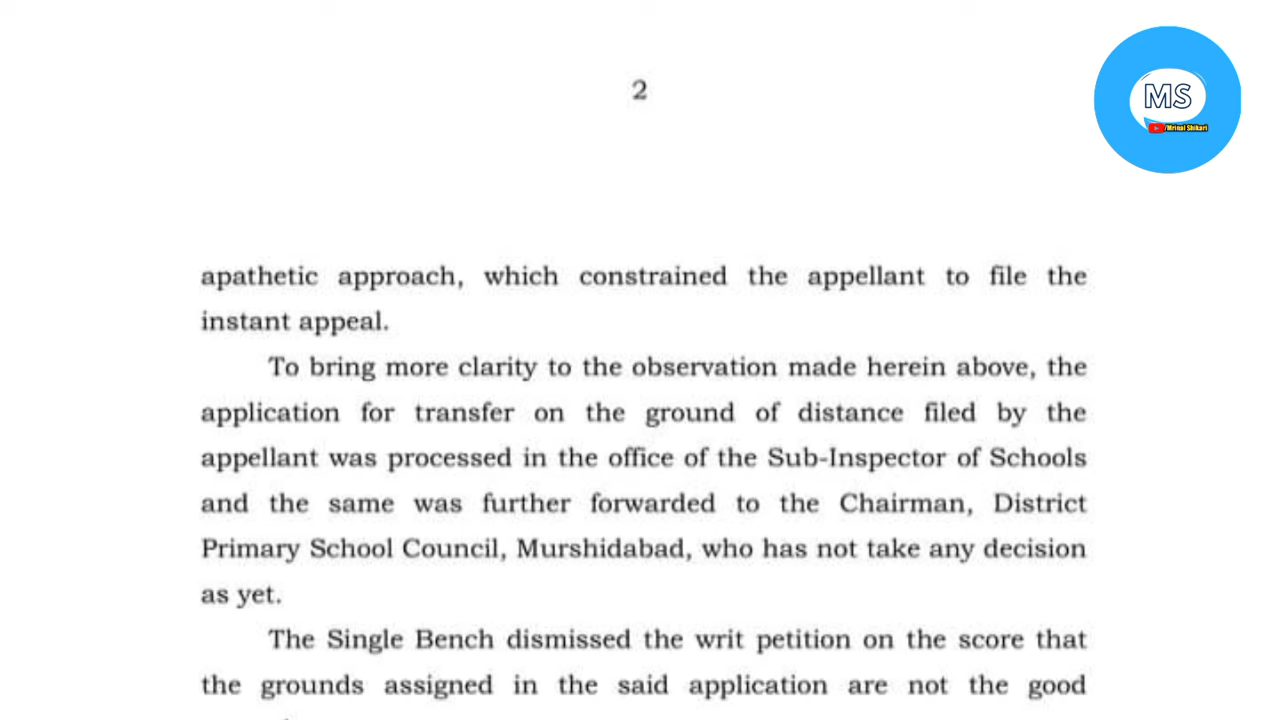 2
MS
/Mrinal Shikari
apathetic approach, which constrained the appellant to file the
instant appeal.
To bring more clarity to the observation made herein above, the
application for transfer on the ground of distance filed by the
appellant was processed in the office of the Sub-Inspector of Schools
and the same was further forwarded to the Chairman, District
Primary School Council, Murshidabad, who has not take any decision
as yet.
The Single Bench dismissed the writ petition on the score that
the grounds assigned in the said application are not the good